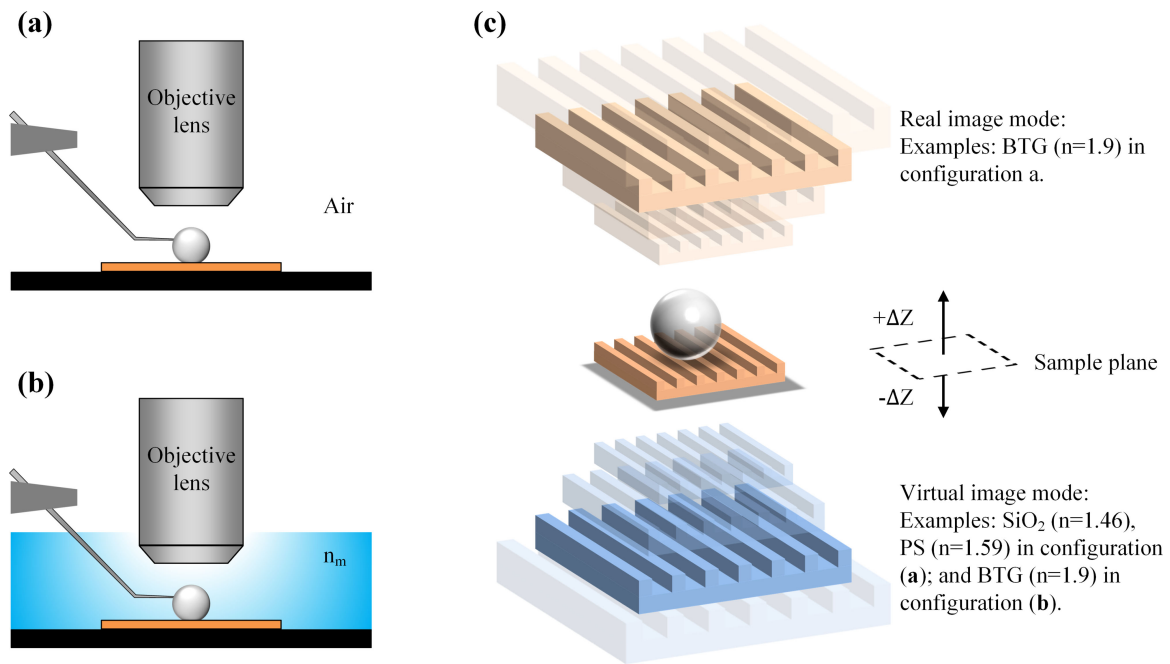 (a)
Objective
lens
Air
(b)
Objective
lens
nₘ
(c)
Real image mode:
Examples: BTG (n=1.9) in
configuration a.
+ΔZ
Sample plane
-ΔZ
Virtual image mode:
Examples: SiO₂ (n=1.46),
PS (n=1.59) in configuration
(a); and BTG (n=1.9) in
configuration (b).